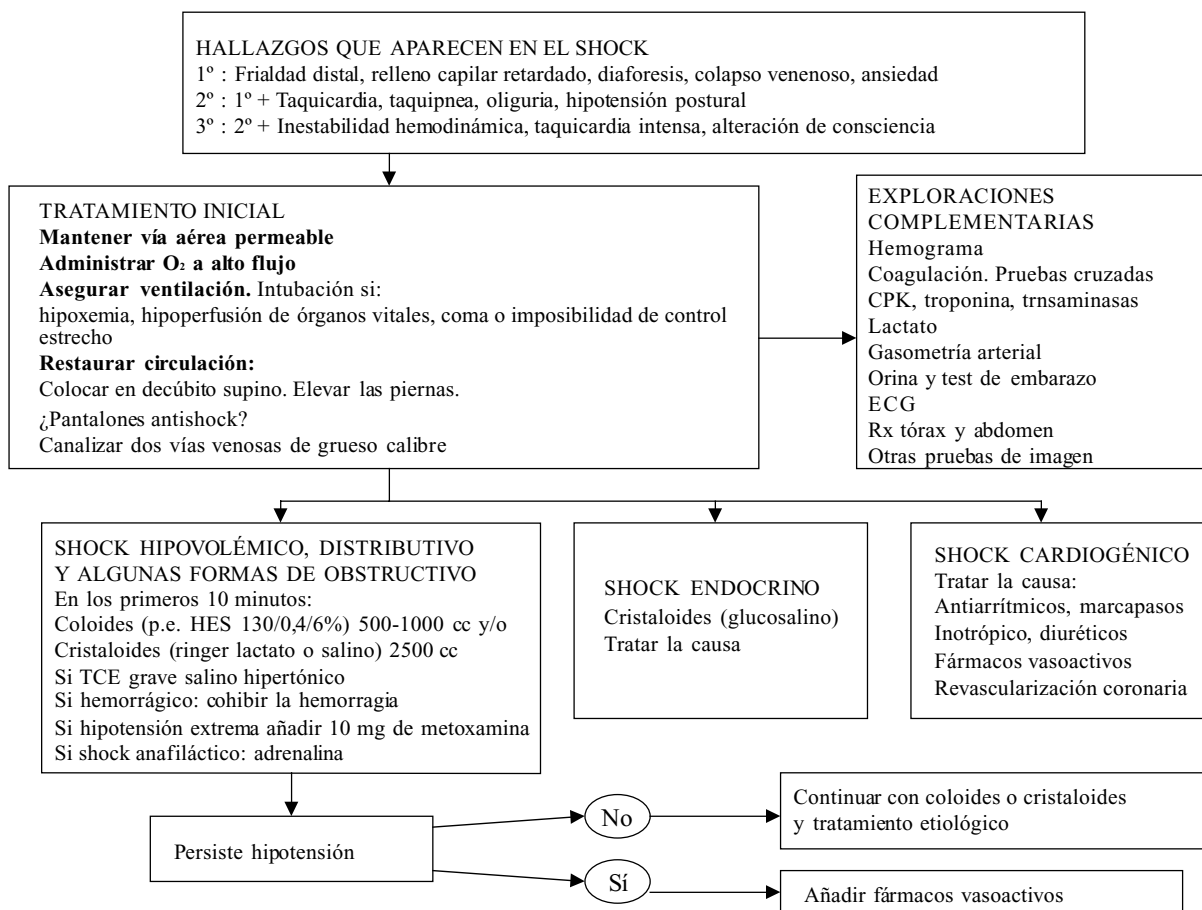 HALLAZGOS QUE APARECEN EN EL SHOCK
1º : Frialdad distal, relleno capilar retardado, diaforesis, colapso venenoso, ansiedad
2º : 1º + Taquicardia, taquipnea, oliguria, hipotensión postural
3º : 2º + Inestabilidad hemodinámica, taquicardia intensa, alteración de consciencia
TRATAMIENTO INICIAL
Mantener vía aérea permeable
Administrar O₂ a alto flujo
Asegurar ventilación. Intubación si:
hipoxemia, hipoperfusión de órganos vitales, coma o imposibilidad de control
estrecho
Restaurar circulación:
Colocar en decúbito supino. Elevar las piernas.
¿Pantalones antishock?
Canalizar dos vías venosas de grueso calibre
EXPLORACIONES
COMPLEMENTARIAS
Hemograma
Coagulación. Pruebas cruzadas
CPK, troponina, trnsaminasas
Lactato
Gasometría arterial
Orina y test de embarazo
ECG
Rx tórax y abdomen
Otras pruebas de imagen
SHOCK HIPOVOLÉMICO, DISTRIBUTIVO
Y ALGUNAS FORMAS DE OBSTRUCTIVO
En los primeros 10 minutos:
Coloides (p.e. HES 130/0,4/6%) 500-1000 cc y/o
Cristaloides (ringer lactato o salino) 2500 cc
Si TCE grave salino hipertónico
Si hemorrágico: cohibir la hemorragia
Si hipotensión extrema añadir 10 mg de metoxamina
Si shock anafiláctico: adrenalina
SHOCK ENDOCRINO
Cristaloides (glucosalino)
Tratar la causa
SHOCK CARDIOGÉNICO
Tratar la causa:
Antiarrítmicos, marcapasos
Inotrópico, diuréticos
Fármacos vasoactivos
Revascularización coronaria
Persiste hipotensión
No
Continuar con coloides o cristaloides
y tratamiento etiológico
Sí
Añadir fármacos vasoactivos